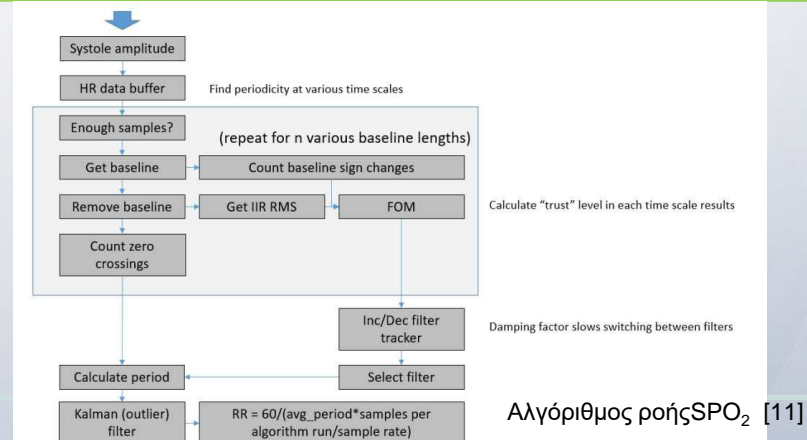 Systole amplitude
HR data buffer
Find periodicity at various time scales
Enough samples?
(repeat for n various baseline lengths)
Get baseline
Count baseline sign changes
Remove baseline
Get IIR RMS
FOM
Calculate “trust” level in each time scale results
Count zero
crossings
Inc/Dec filter
tracker
Damping factor slows switching between filters
Calculate period
Select filter
Kalman (outlier)
filter
RR = 60/(avg_period*samples per
algorithm run/sample rate)
Αλγόριθμος ροήςSPO₂ [11]